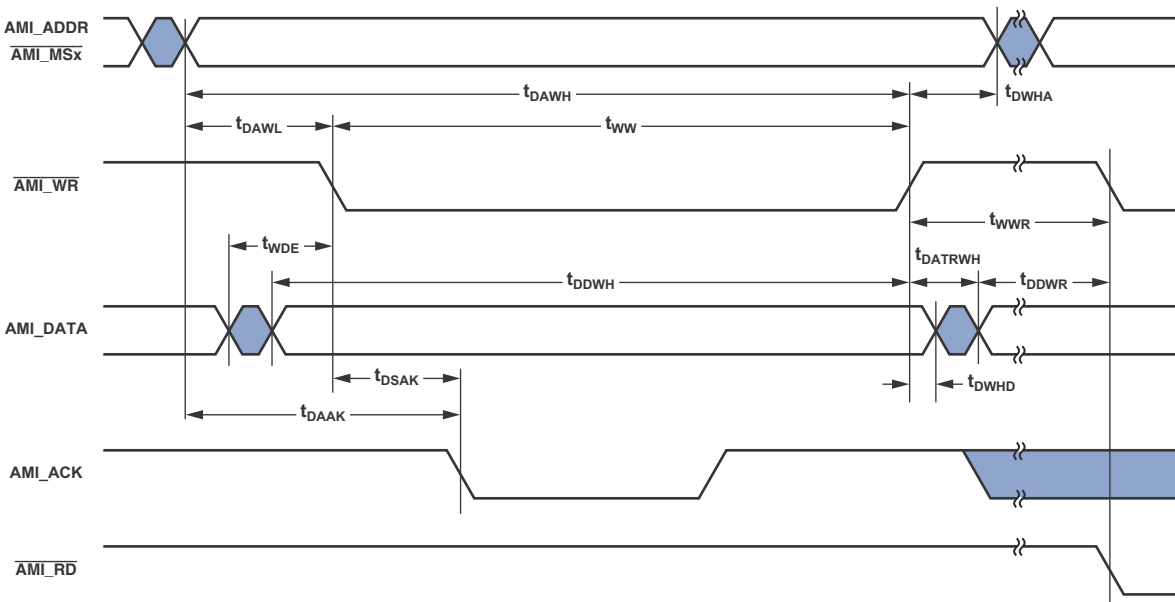 AMI_ADDR
AMI_MSx
tDAWH
tDWHA
tDAWL
tWW
AMI_WR
tWWR
tWDE
tDATRWH
tDDWH
tDDWR
AMI_DATA
tDSAK
tDWHD
tDAAK
AMI_ACK
AMI_RD